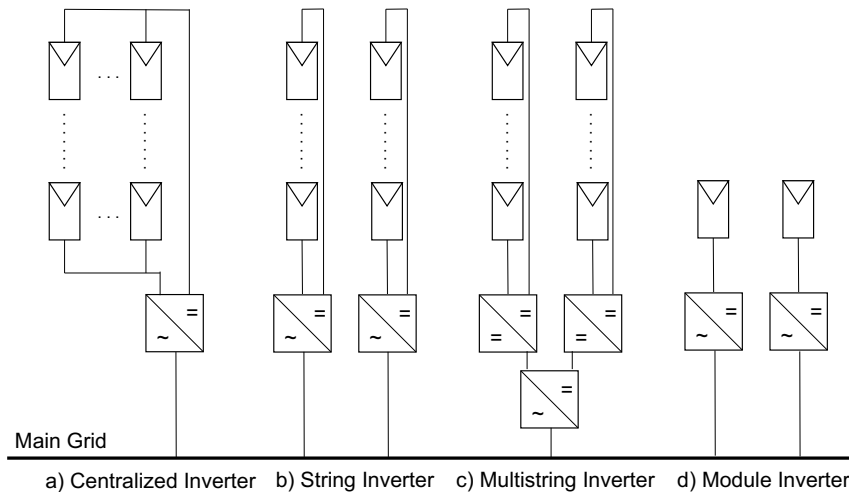 . . .
. . .
= = = = =
~ ~ ~ = = ~ ~
=
~
Main Grid
a) Centralized Inverter b) String Inverter c) Multistring Inverter d) Module Inverter